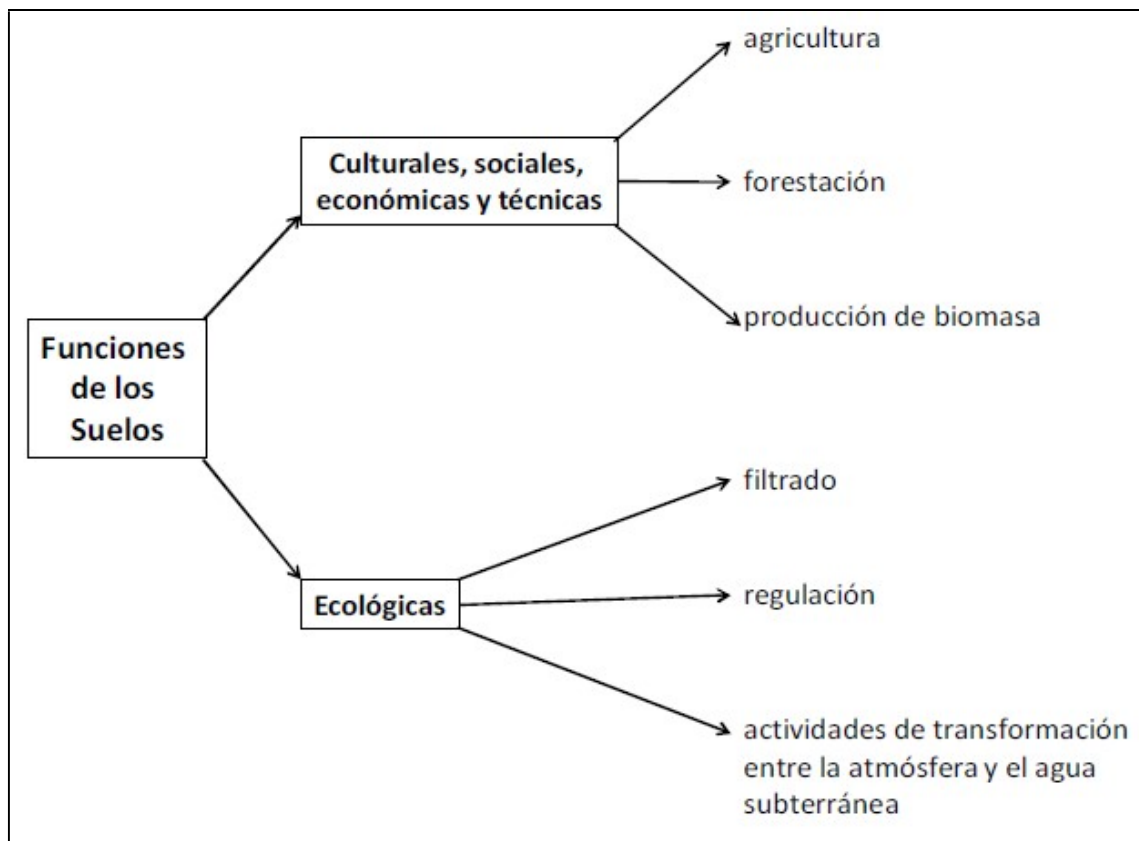 agricultura
Culturales, sociales,
económicas y técnicas
forestación
producción de biomasa
Funciones
de los
Suelos
filtrado
Ecológicas
regulación
actividades de transformación
entre la atmósfera y el agua
subterránea